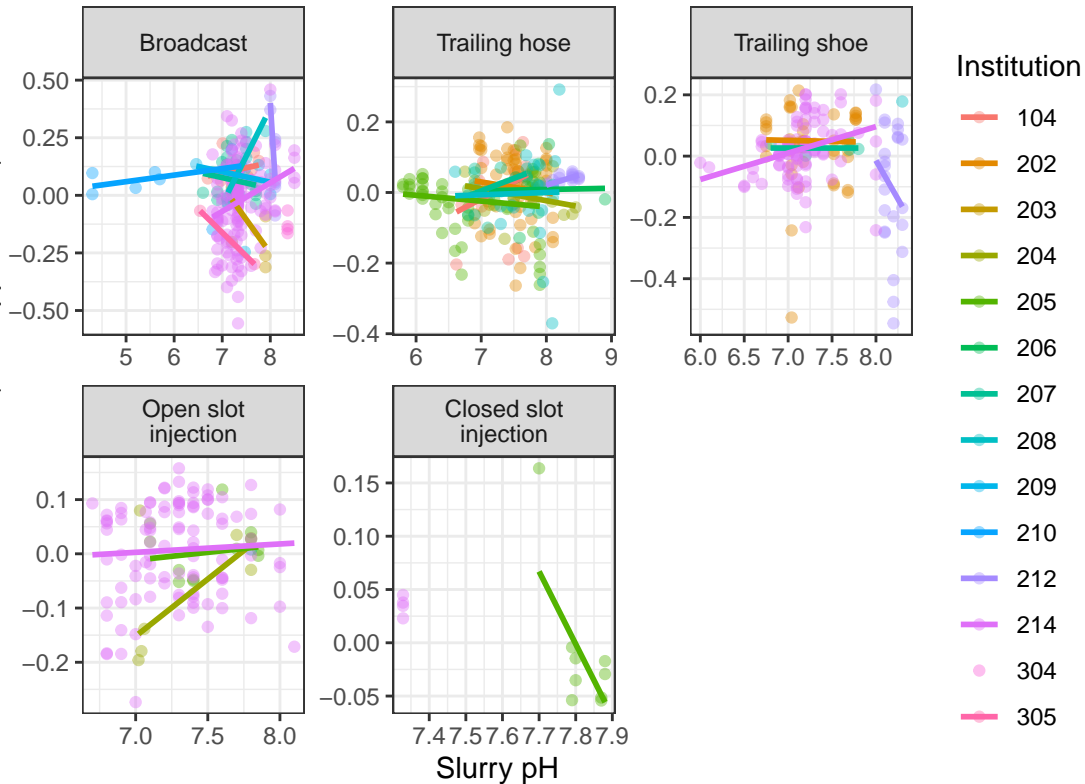 Broadcast
Trailing hose
Trailing shoe
0.50
0.25
0.00
−0.25
−0.50
5 6 7 8
0.2
0.0
−0.2
−0.4
6 7 8 9
0.2
0.0
−0.2
−0.4
6.0 6.5 7.0 7.5 8.0
Open slot
injection
Closed slot
injection
0.1
0.0
−0.1
−0.2
7.0 7.5 8.0
0.15
0.10
0.05
0.00
−0.05
7.4 7.5 7.6 7.7 7.8 7.9
Slurry pH
Institution
104
202
203
204
205
206
207
208
209
210
212
214
304
305